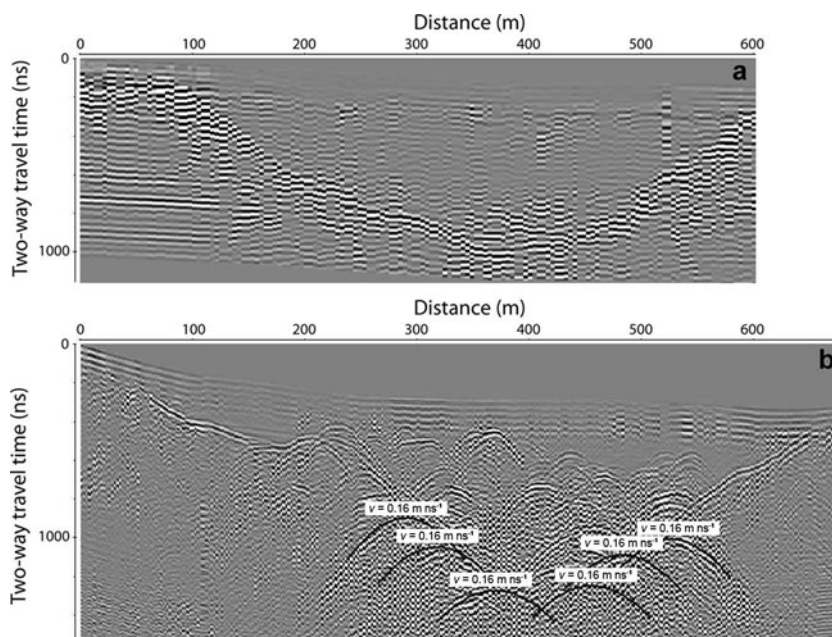 Distance (m)
0 100 200 300 400 500 600
a
0
1000
Two-way travel time (ns)
Distance (m)
0 100 200 300 400 500 600
b
0
1000
Two-way travel time (ns)
v = 0.16 m ns⁻¹
v = 0.16 m ns⁻¹
v = 0.16 m ns⁻¹
v = 0.16 m ns⁻¹
v = 0.16 m ns⁻¹
v = 0.16 m ns⁻¹